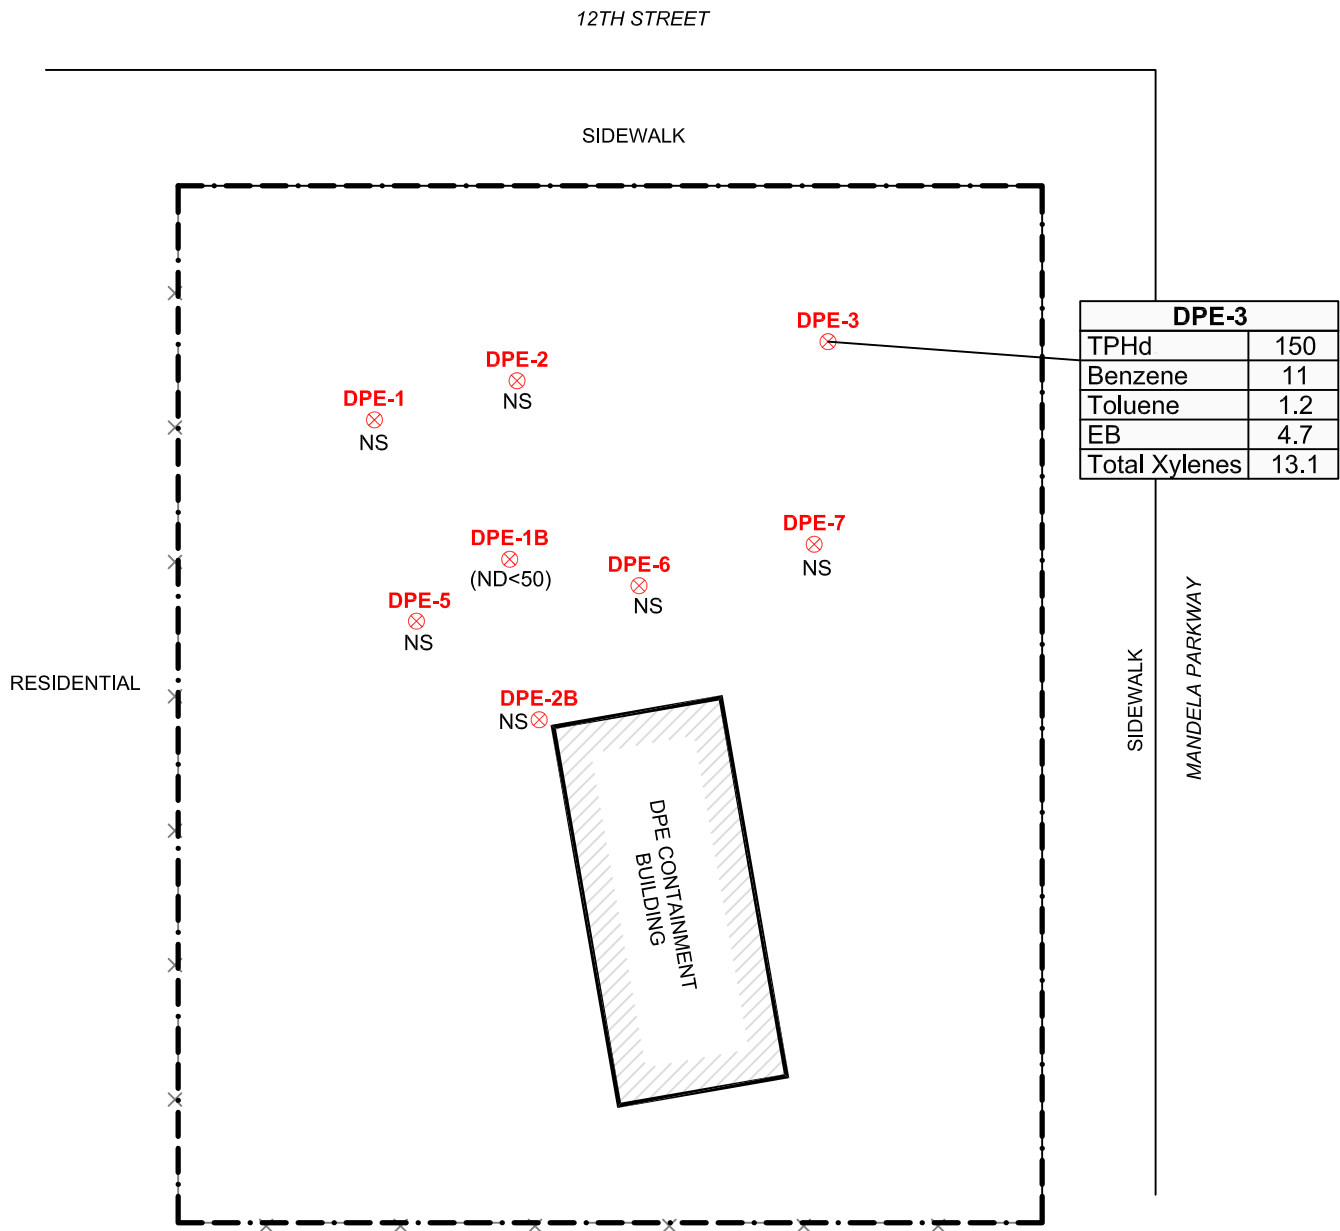 12TH STREET
SIDEWALK
DPE-3
DPE-3
TPHd 150
Benzene 11
Toluene 1.2
EB 4.7
Total Xylenes 13.1
DPE-2
NS
DPE-1
NS
DPE-7
NS
DPE-1B
(ND<50)
DPE-6
NS
DPE-5
NS
RESIDENTIAL
DPE-2B
NS
SIDEWALK
MANDELA PARKWAY
DPE CONTAINMENT
BUILDING